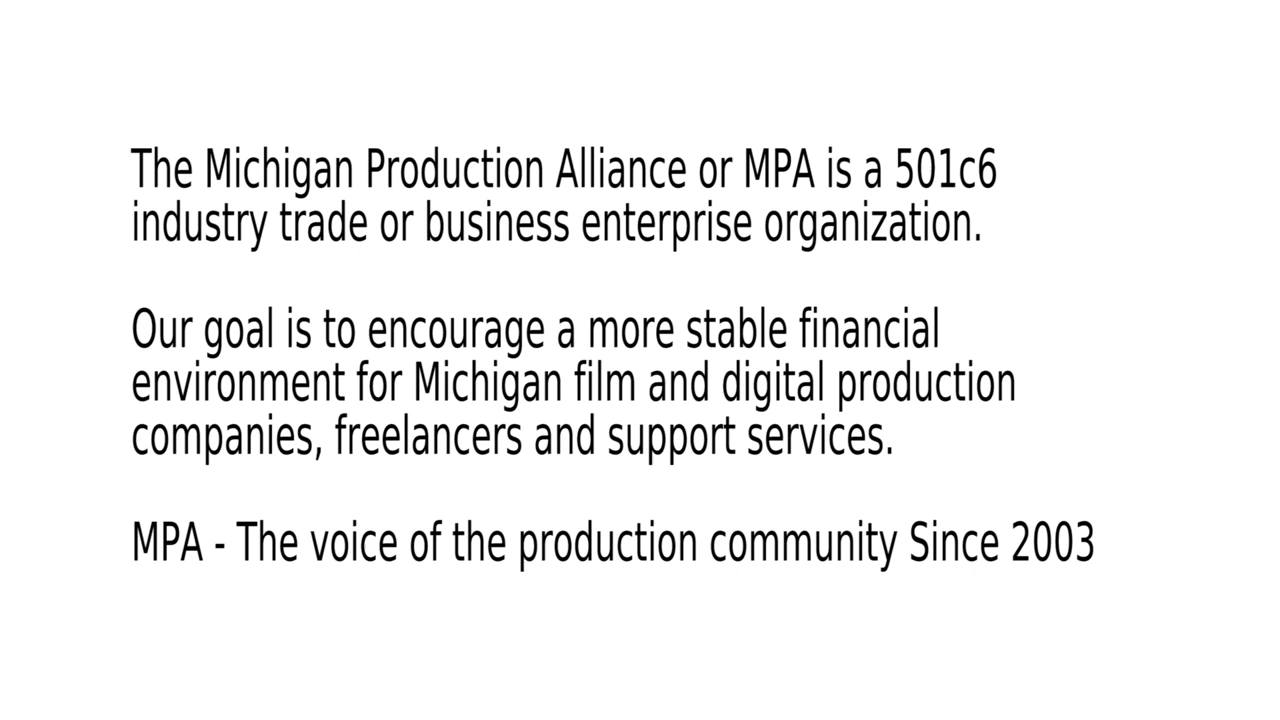 The Michigan Production Alliance or MPA is a 501c6
industry trade or business enterprise organization.
Our goal is to encourage a more stable financial
environment for Michigan film and digital production
companies, freelancers and support services.
MPA - The voice of the production community Since 2003